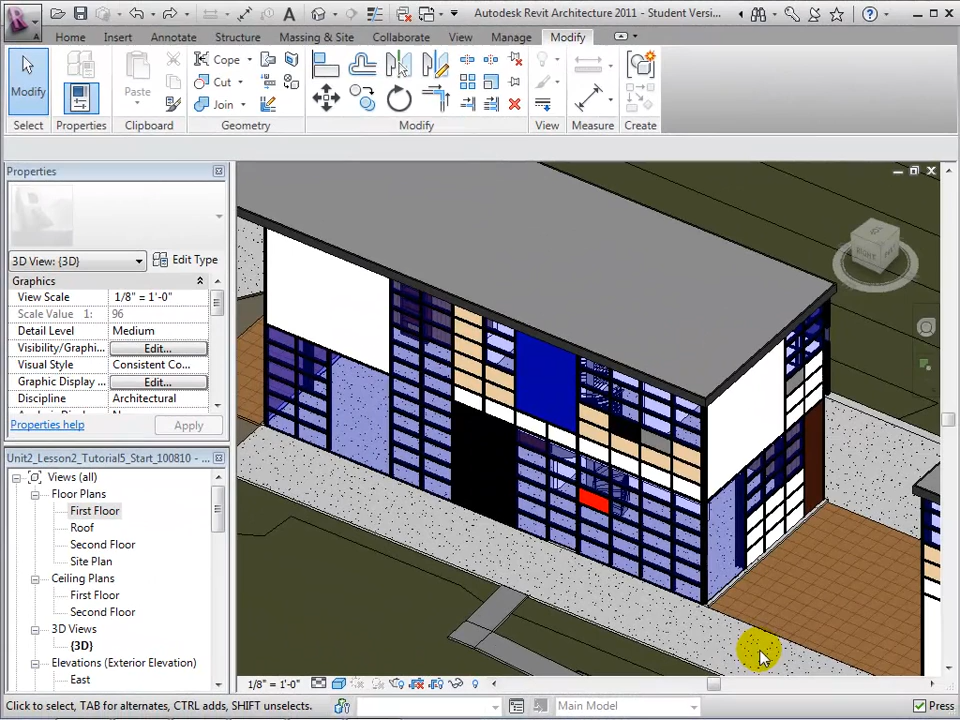 Autodesk Revit Architecture 2011 - Student Versi...
Home Insert Annotate Structure Massing & Site Collaborate View Manage Modify
Modify
Paste
Cope
Cut
Join
Select Properties Clipboard Geometry Modify View Measure Create
Properties
3D View: {3D} Edit Type
Graphics
View Scale 1/8" = 1'-0"
Scale Value 1: 96
Detail Level Medium
Visibility/Graphi... Edit...
Visual Style Consistent Co...
Graphic Display ... Edit...
Discipline Architectural
Properties help Apply
Unit2_Lesson2_Tutorial5_Start_100810 - ...
Views (all)
Floor Plans
First Floor
Roof
Second Floor
Site Plan
Ceiling Plans
First Floor
Second Floor
3D Views
{3D}
Elevations (Exterior Elevation)
East
1/8" = 1'-0"
Click to select, TAB for alternates, CTRL adds, SHIFT unselects. Main Model Press